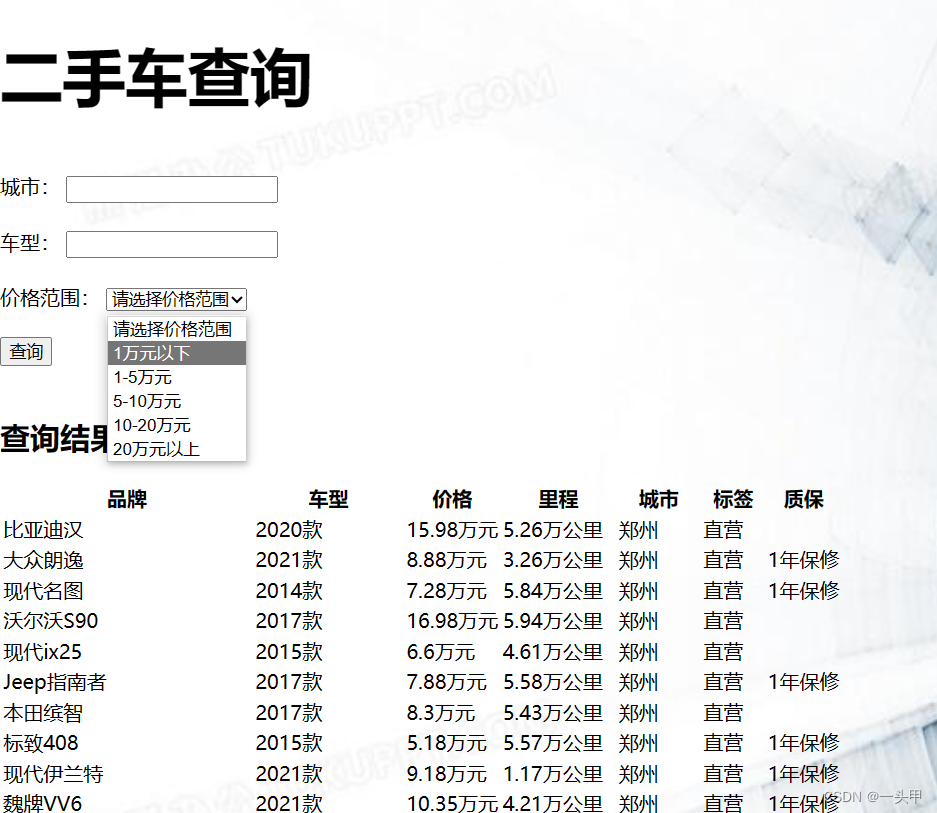 二手车查询
TUKUPPT.COM
城市：
车型：
价格范围： 请选择价格范围
请选择价格范围
查询 1万元以下
1-5万元
5-10万元
10-20万元
查询结果 20万元以上
品牌 车型 价格 里程 城市 标签 质保
比亚迪汉 2020款 15.98万元 5.26万公里 郑州 直营
大众朗逸 2021款 8.88万元 3.26万公里 郑州 直营 1年保修
现代名图 2014款 7.28万元 5.84万公里 郑州 直营 1年保修
沃尔沃S90 2017款 16.98万元 5.94万公里 郑州 直营
现代ix25 2015款 6.6万元 4.61万公里 郑州 直营
Jeep指南者 2017款 7.88万元 5.58万公里 郑州 直营 1年保修
本田缤智 2017款 8.3万元 5.43万公里 郑州 直营
标致408 2015款 5.18万元 5.57万公里 郑州 直营 1年保修
现代伊兰特 2021款 9.18万元 1.17万公里 郑州 直营 1年保修
魏牌VV6 2021款 10.35万元 4.21万公里 郑州 直营 1年保修
CSDN @一头甲